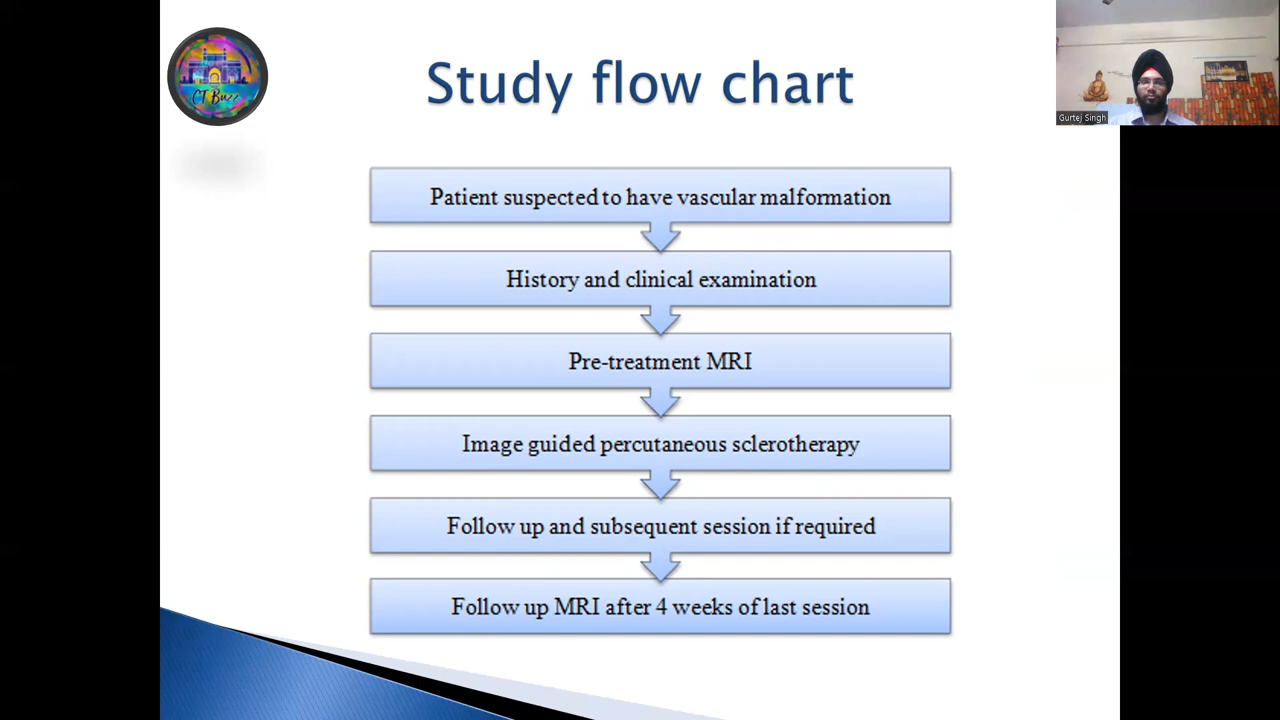 CT Buzz
Study flow chart
Gurtej Singh
Patient suspected to have vascular malformation
History and clinical examination
Pre-treatment MRI
Image guided percutaneous sclerotherapy
Follow up and subsequent session if required
Follow up MRI after 4 weeks of last session